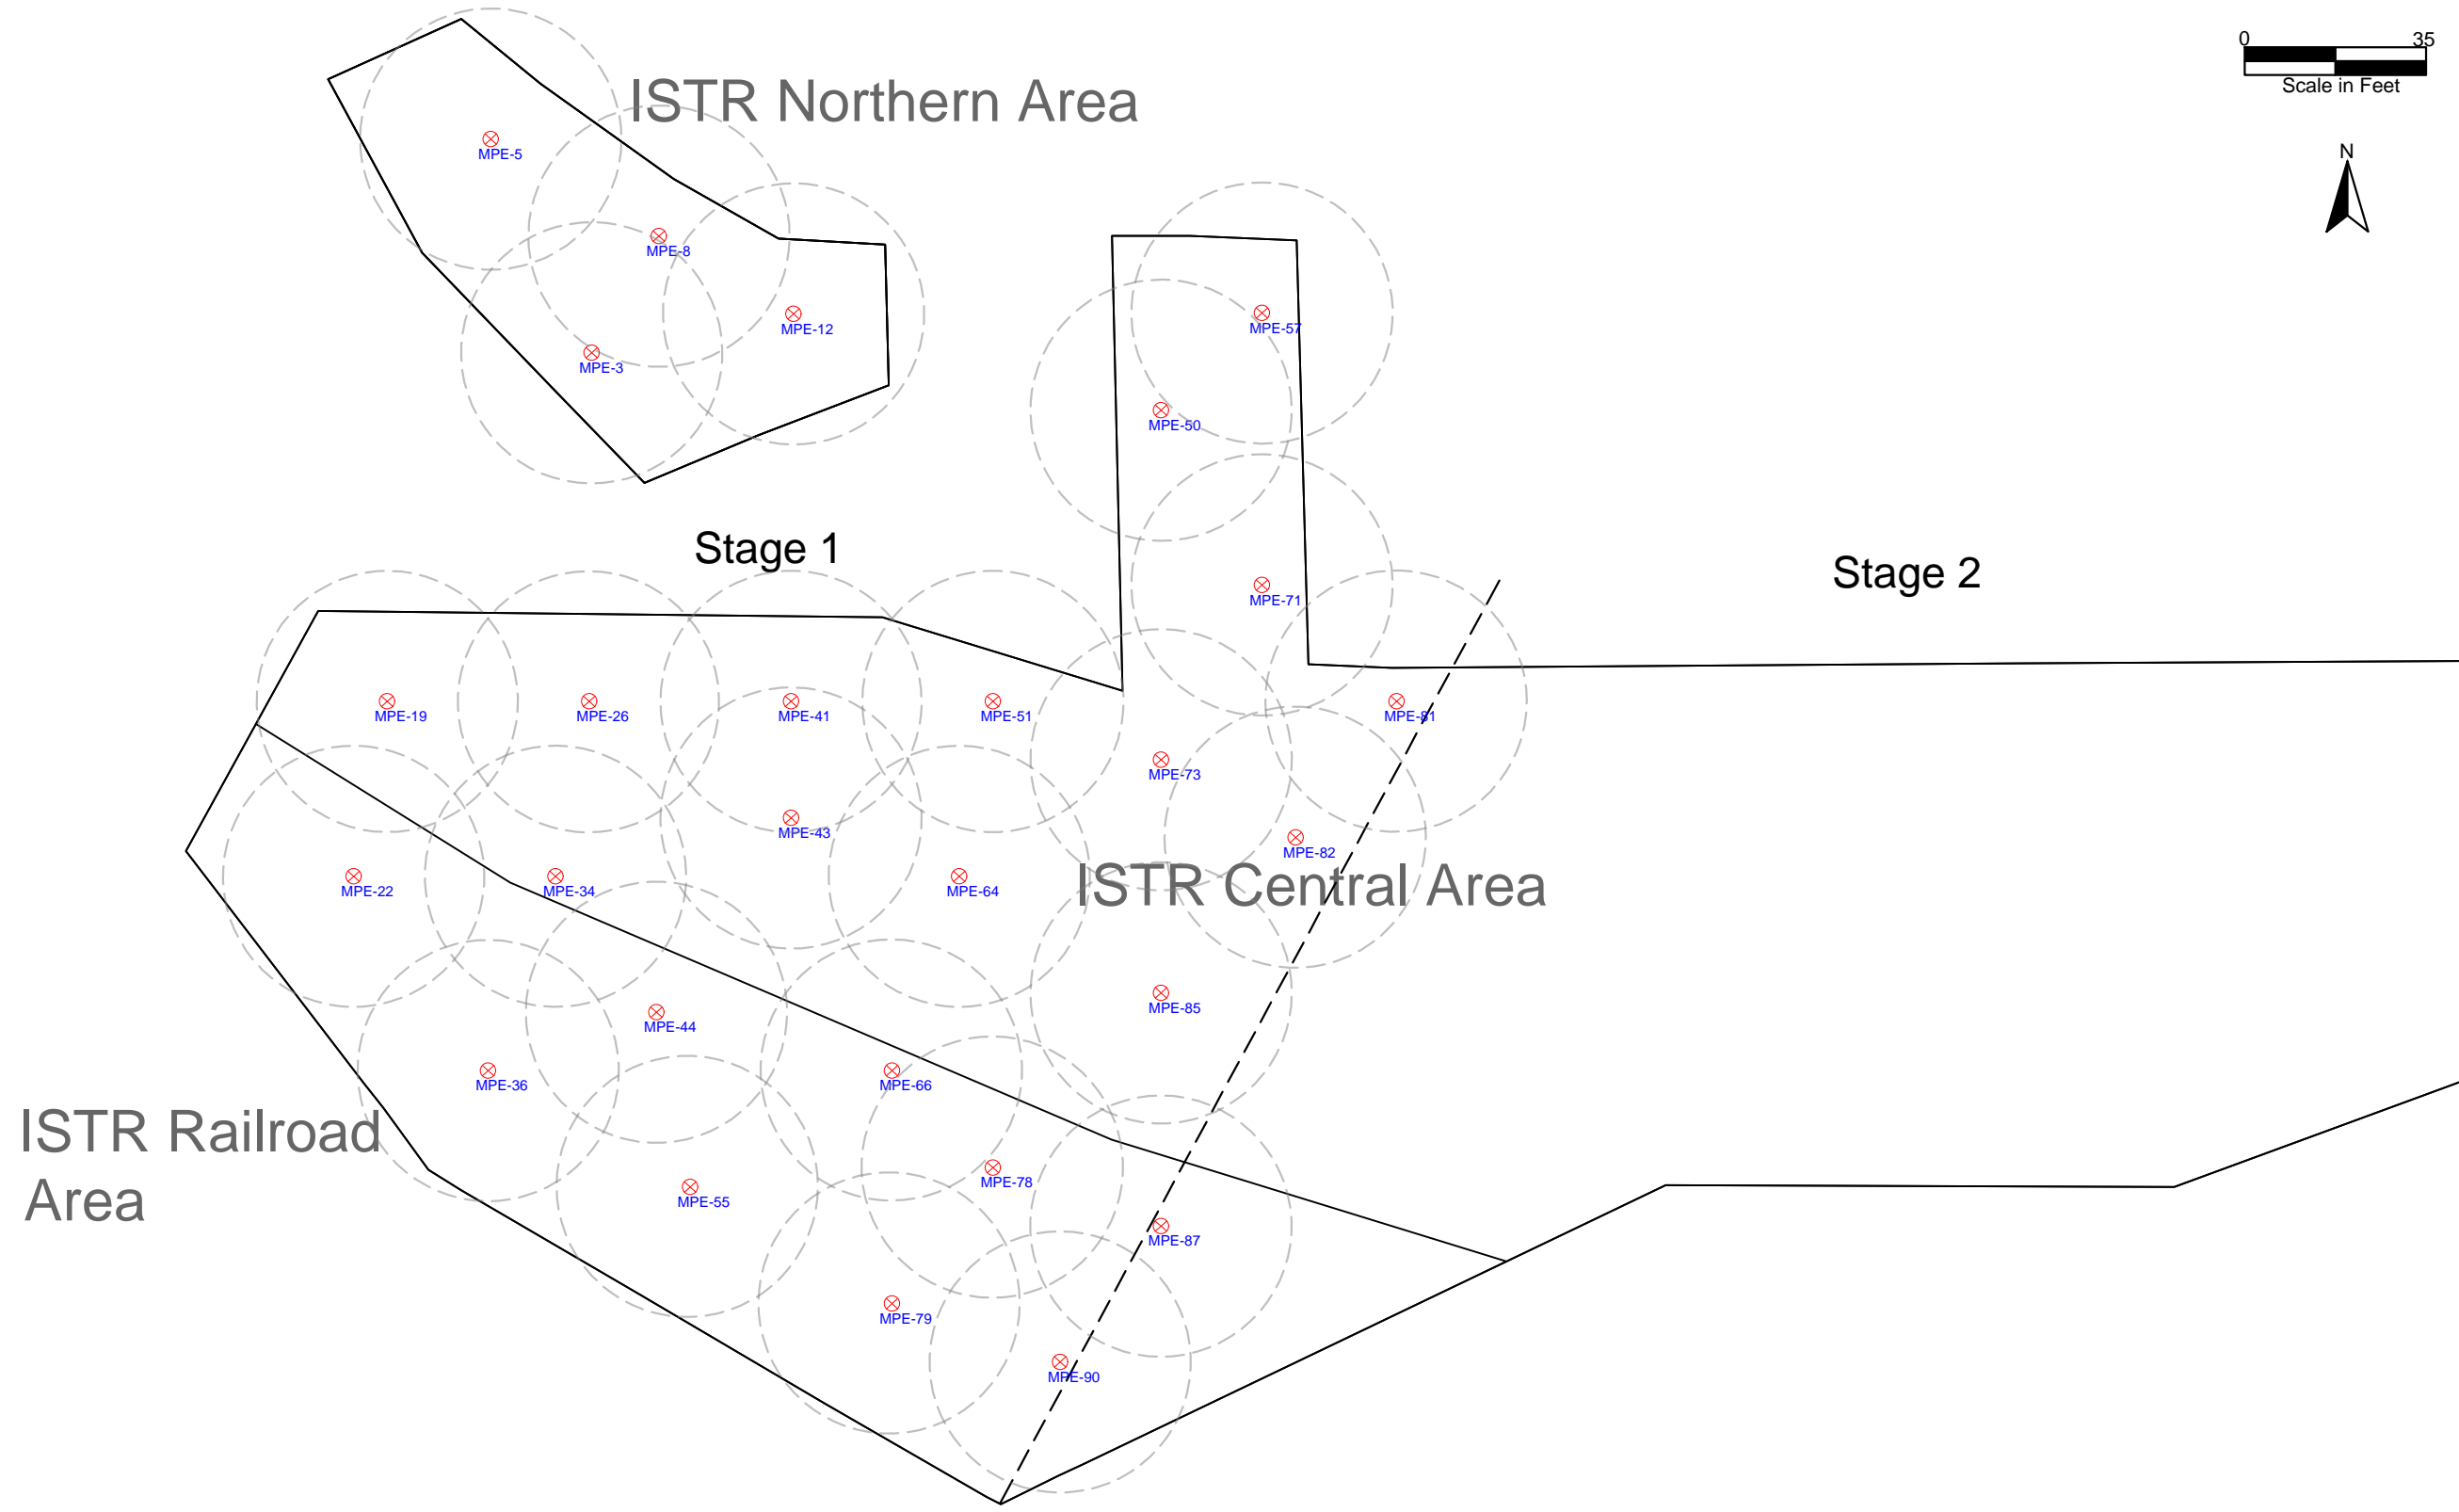 0 35
Scale in Feet
N
ISTR Northern Area
MPE-5
MPE-8
MPE-12
MPE-3
MPE-57
MPE-50
Stage 1
Stage 2
MPE-71
MPE-19
MPE-26
MPE-41
MPE-51
MPE-81
MPE-73
MPE-43
MPE-82
MPE-22
MPE-34
MPE-64
ISTR Central Area
MPE-85
MPE-44
MPE-36
MPE-66
ISTR Railroad
Area
MPE-78
MPE-55
MPE-87
MPE-79
MPE-90